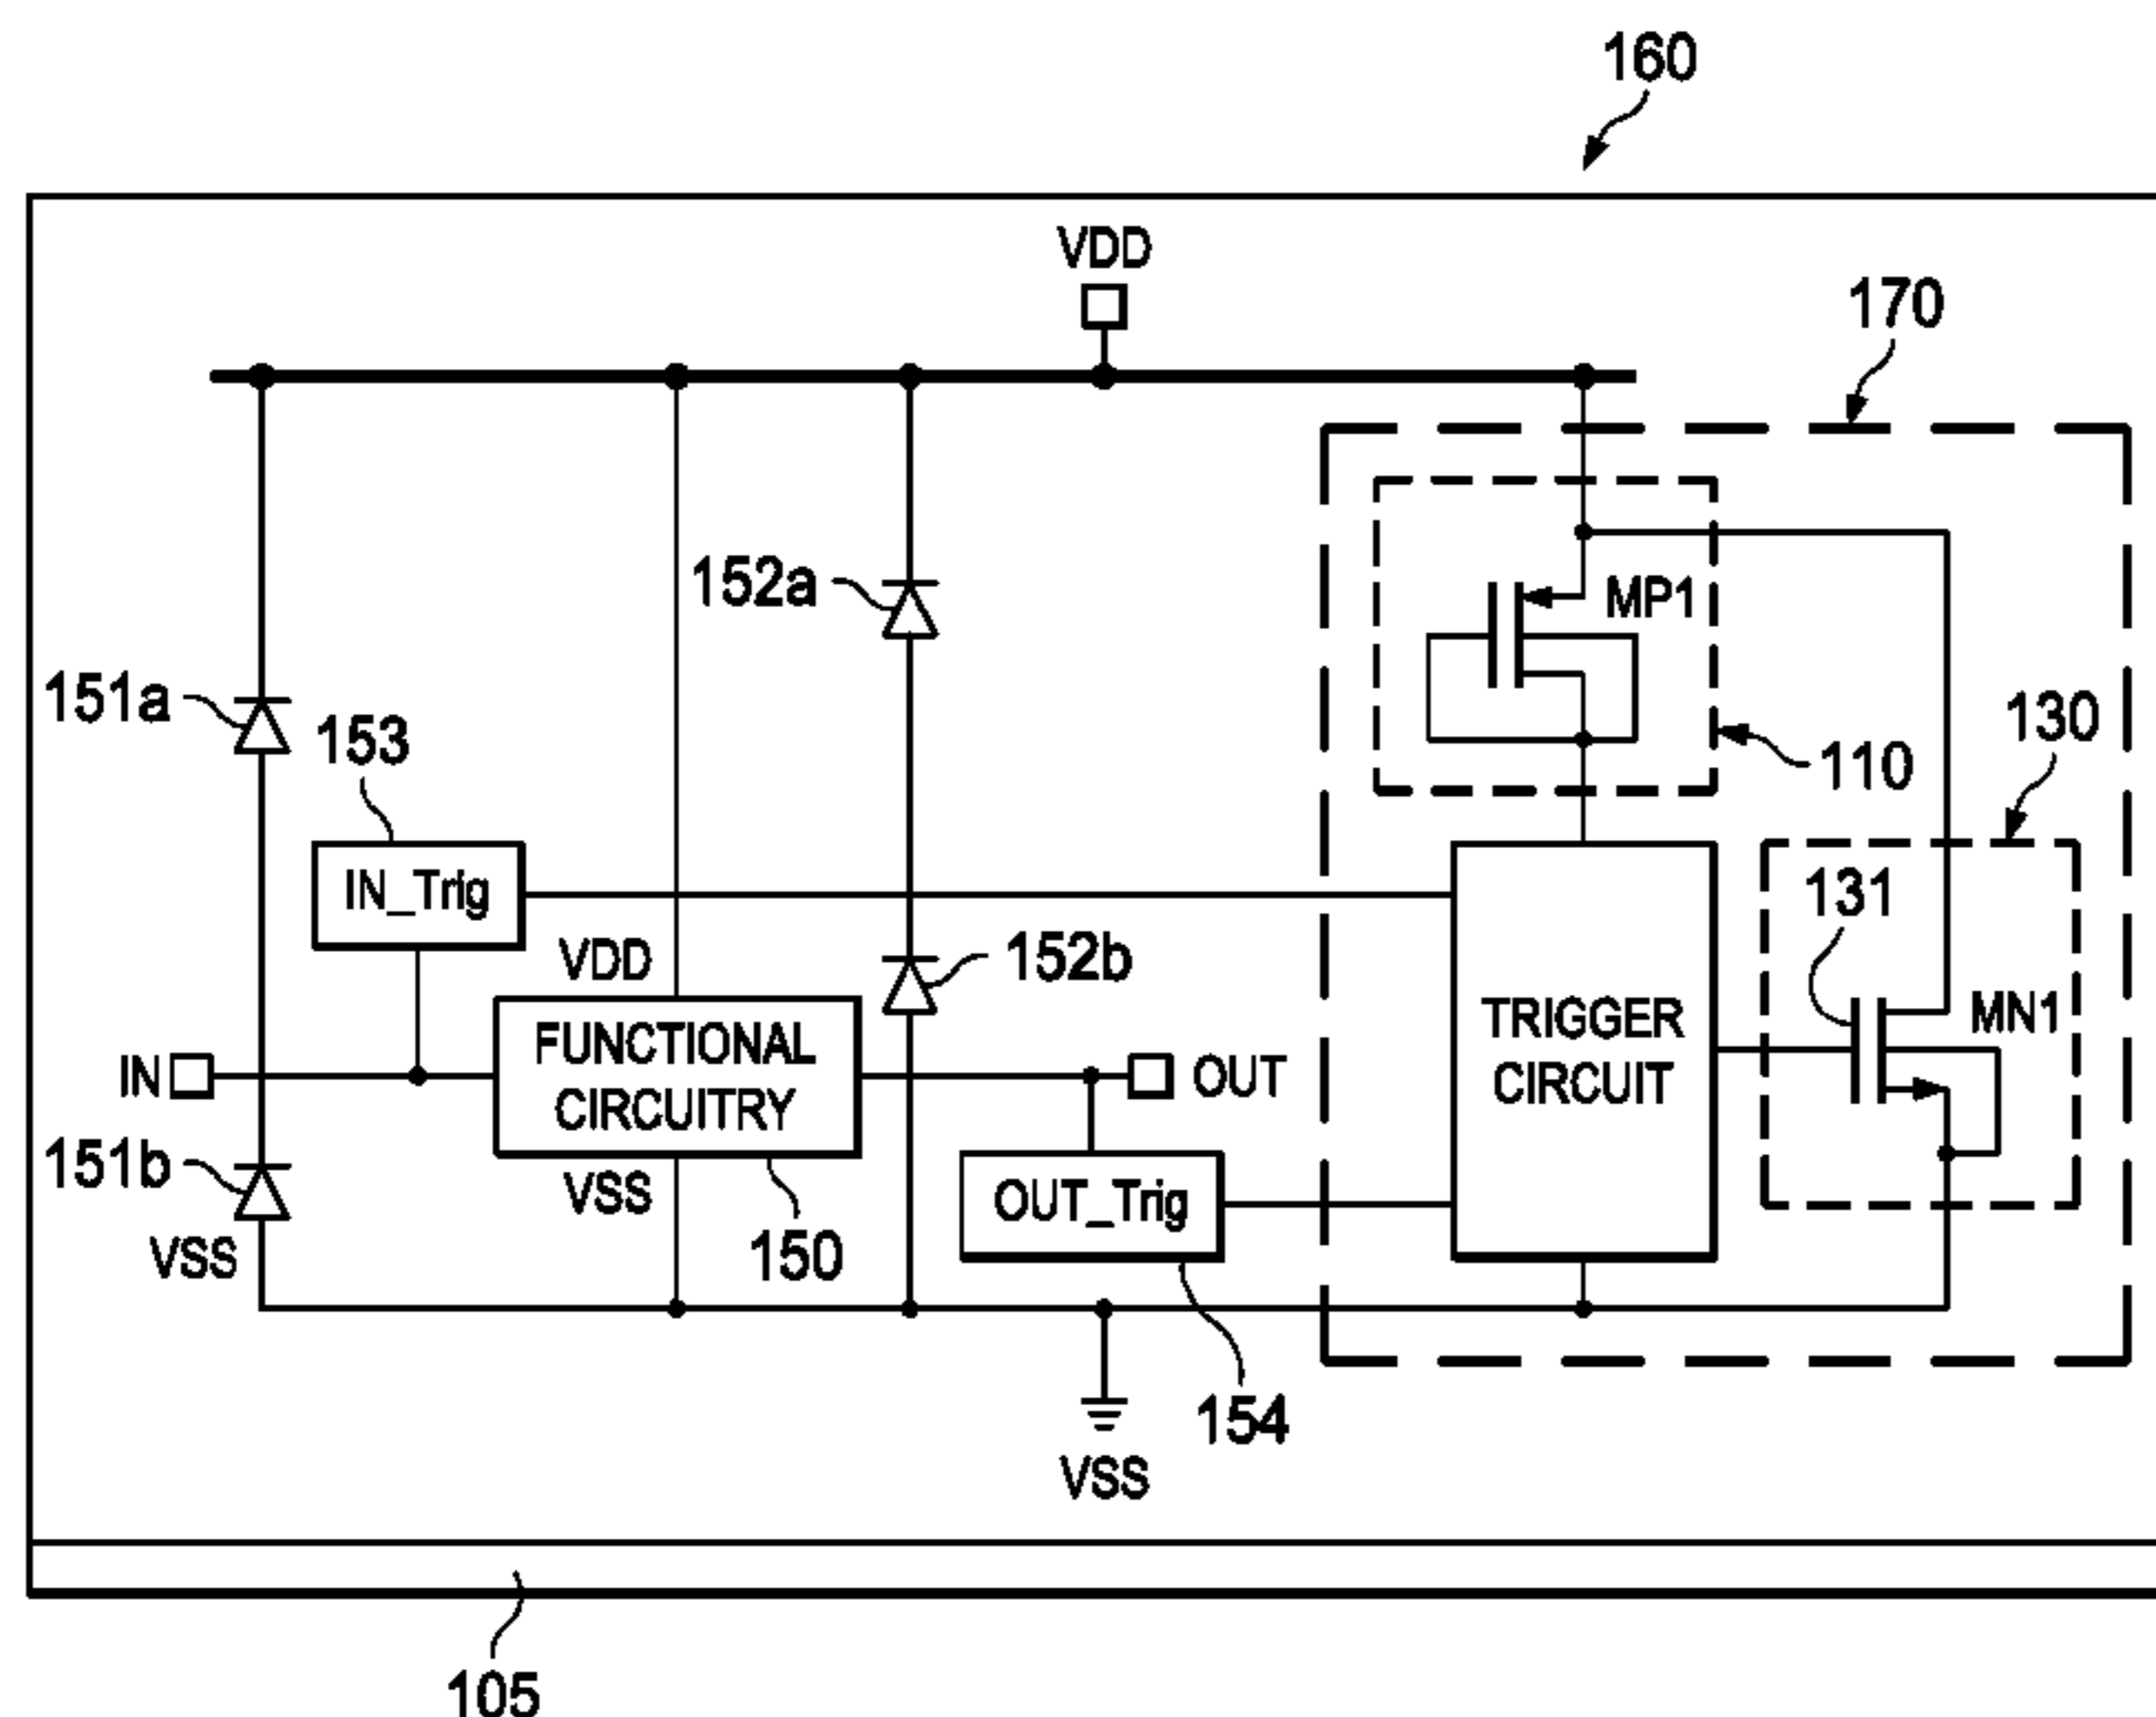 160
VDD
170
152a
MP1
151a
153
130
110
IN_Trig
131
VDD
152b
FUNCTIONAL
CIRCUITRY
TRIGGER
CIRCUIT
MN1
IN
OUT
151b
VSS
OUT_Trig
VSS
150
154
VSS
105